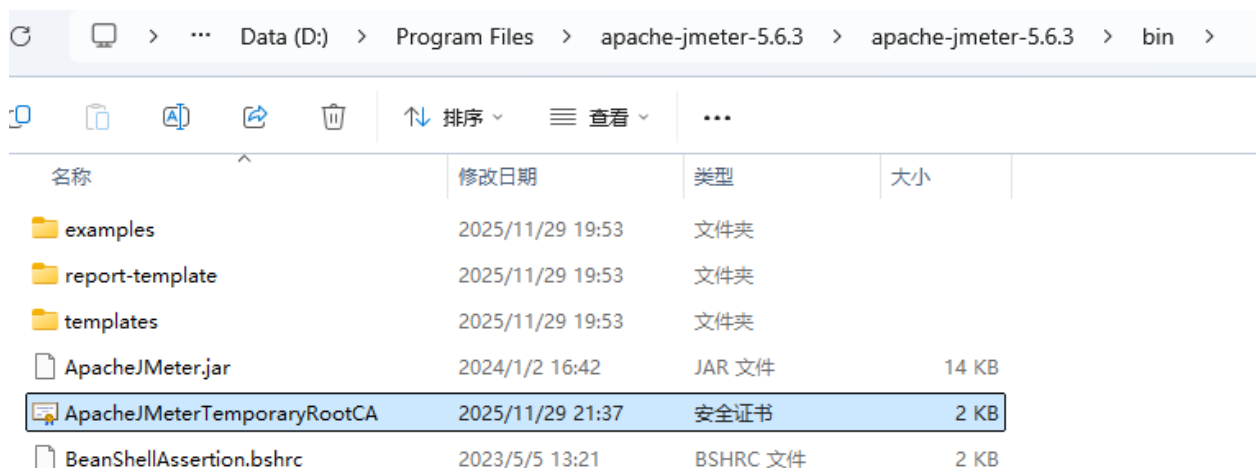 Data (D:) > Program Files > apache-jmeter-5.6.3 > apache-jmeter-5.6.3 > bin >
排序 查看
名称 修改日期 类型 大小
examples 2025/11/29 19:53 文件夹
report-template 2025/11/29 19:53 文件夹
templates 2025/11/29 19:53 文件夹
ApacheJMeter.jar 2024/1/2 16:42 JAR 文件 14 KB
ApacheJMeterTemporaryRootCA 2025/11/29 21:37 安全证书 2 KB
BeanShellAssertion.bshrc 2023/5/5 13:21 BSHRC 文件 2 KB